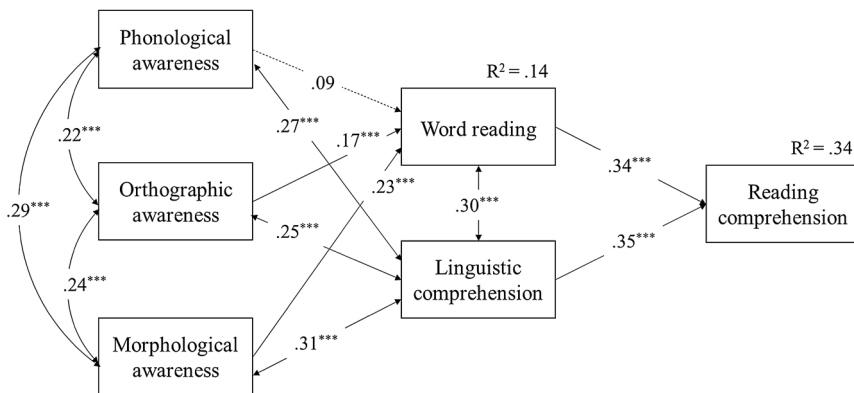 Phonological
awareness
.09
R² = .14
Word reading
.22***
.27***
.17***
.34***
R² = .34
Orthographic
awareness
.23***
.29***
.30***
Reading
comprehension
.25***
.35***
.24***
Linguistic
comprehension
.31***
Morphological
awareness